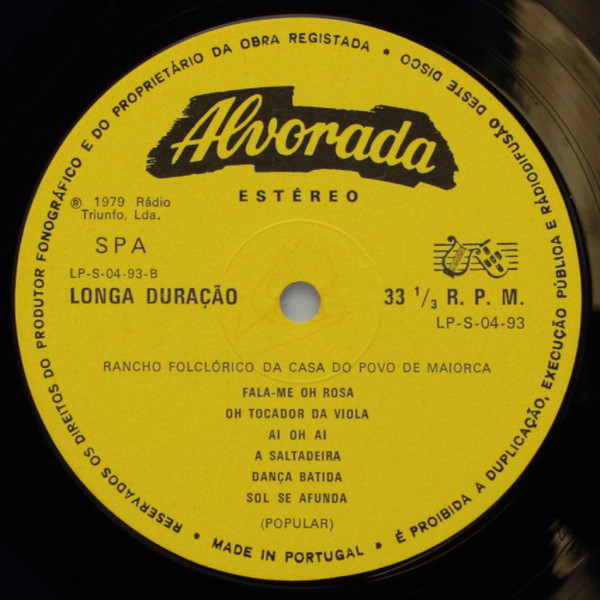 RESERVADOS OS DIREITOS DO PRODUTOR FONOGRÁFICO E DO PROPRIETÁRIO DA OBRA REGISTADA • É PROIBIDA A DUPLICAÇÃO, EXECUÇÃO PÚBLICA E RÁDIODIFUSÃO DESTE DISCO •
Alvorada
ESTÉREO
℗ 1979 Rádio
Triunfo, Lda.
SPA
LP-S-04-93-B
LONGA DURAÇÃO
33 1/3 R. P. M.
LP-S-04-93
RANCHO FOLCLÓRICO DA CASA DO POVO DE MAIORCA
FALA-ME OH ROSA
OH TOCADOR DA VIOLA
AI OH AI
A SALTADEIRA
DANÇA BATIDA
SOL SE AFUNDA
(POPULAR)
• MADE IN PORTUGAL •